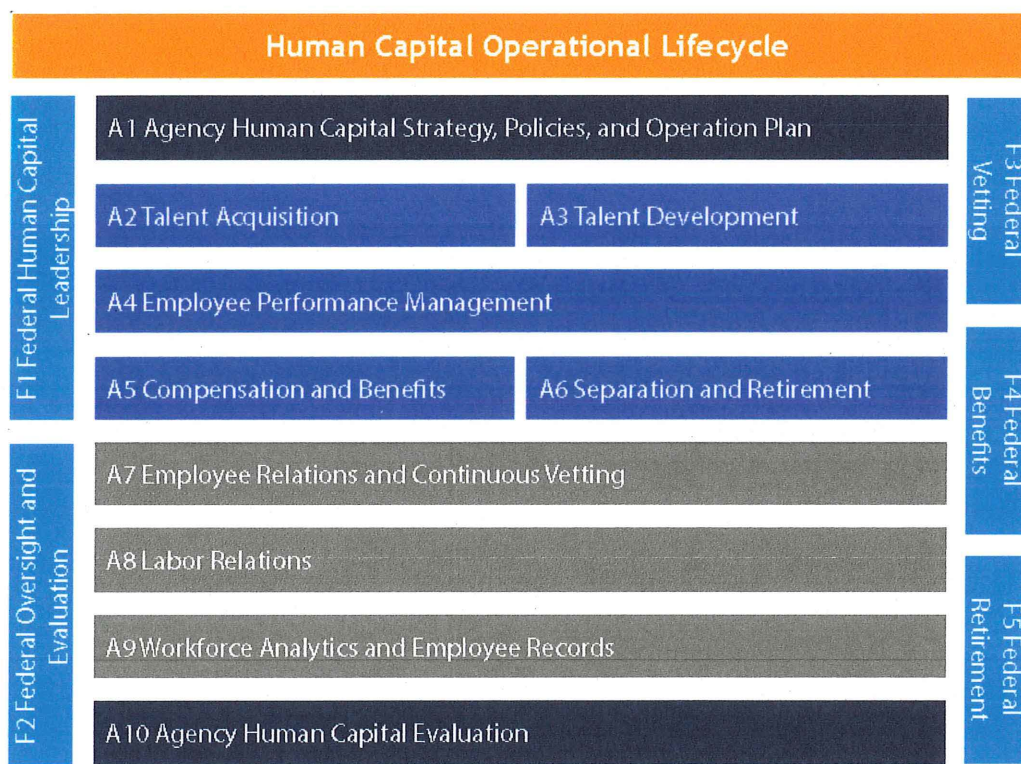 Human Capital Operational Lifecycle
F1 Federal Human Capital
Leadership
F2 Federal Oversight and
Evaluation
A1 Agency Human Capital Strategy, Policies, and Operation Plan
A2 Talent Acquisition
A3 Talent Development
A4 Employee Performance Management
A5 Compensation and Benefits
A6 Separation and Retirement
A7 Employee Relations and Continuous Vetting
A8 Labor Relations
A9 Workforce Analytics and Employee Records
A10 Agency Human Capital Evaluation
F3 Federal
Vetting
F4 Federal
Benefits
F5 Federal
Retirement